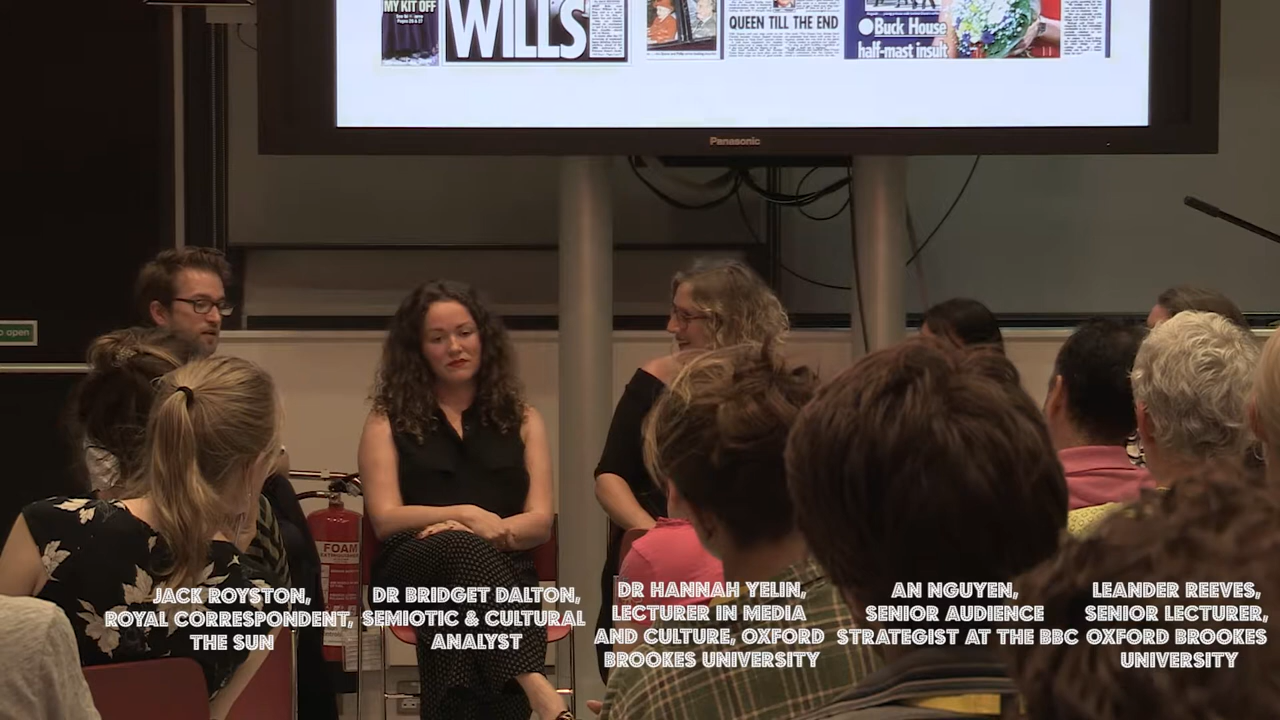 MY KIT OFF
WILLS
QUEEN TILL THE END
Buck House
half-mast insult
Panasonic
open
FOAM
EXTINGUISHER
JACK ROYSTON,
ROYAL CORRESPONDENT,
THE SUN
DR BRIDGET DALTON,
SEMIOTIC & CULTURAL
ANALYST
DR HANNAH YELIN,
LECTURER IN MEDIA
AND CULTURE, OXFORD
BROOKES UNIVERSITY
AN NGUYEN,
SENIOR AUDIENCE
STRATEGIST AT THE BBC
LEANDER REEVES,
SENIOR LECTURER,
OXFORD BROOKES
UNIVERSITY